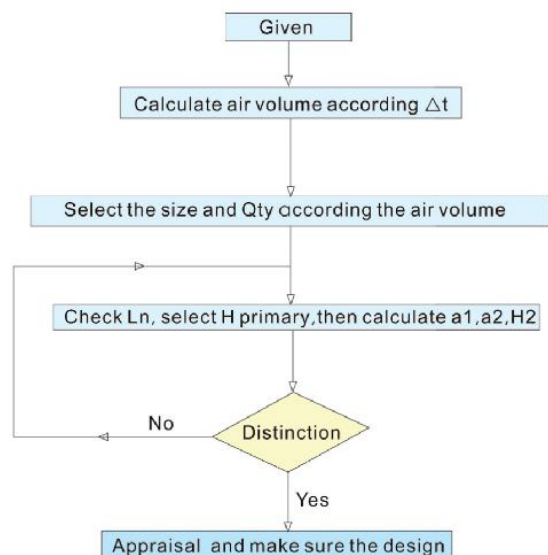 Given
Calculate air volume according △t
Select the size and Qty according the air volume
Check Ln, select H primary,then calculate a1,a2,H2
No
Distinction
Yes
Appraisal and make sure the design